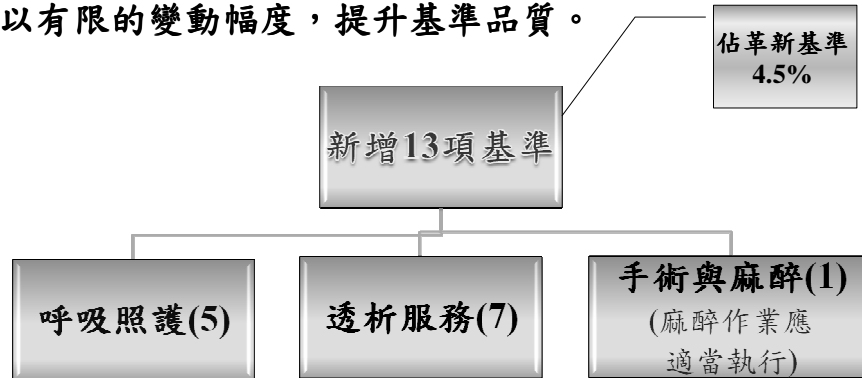 以有限的變動幅度，提升基準品質。
佔革新基準
4.5%
新增13項基準
呼吸照護(5)
透析服務(7)
手術與麻醉(1)
(麻醉作業應
適當執行)